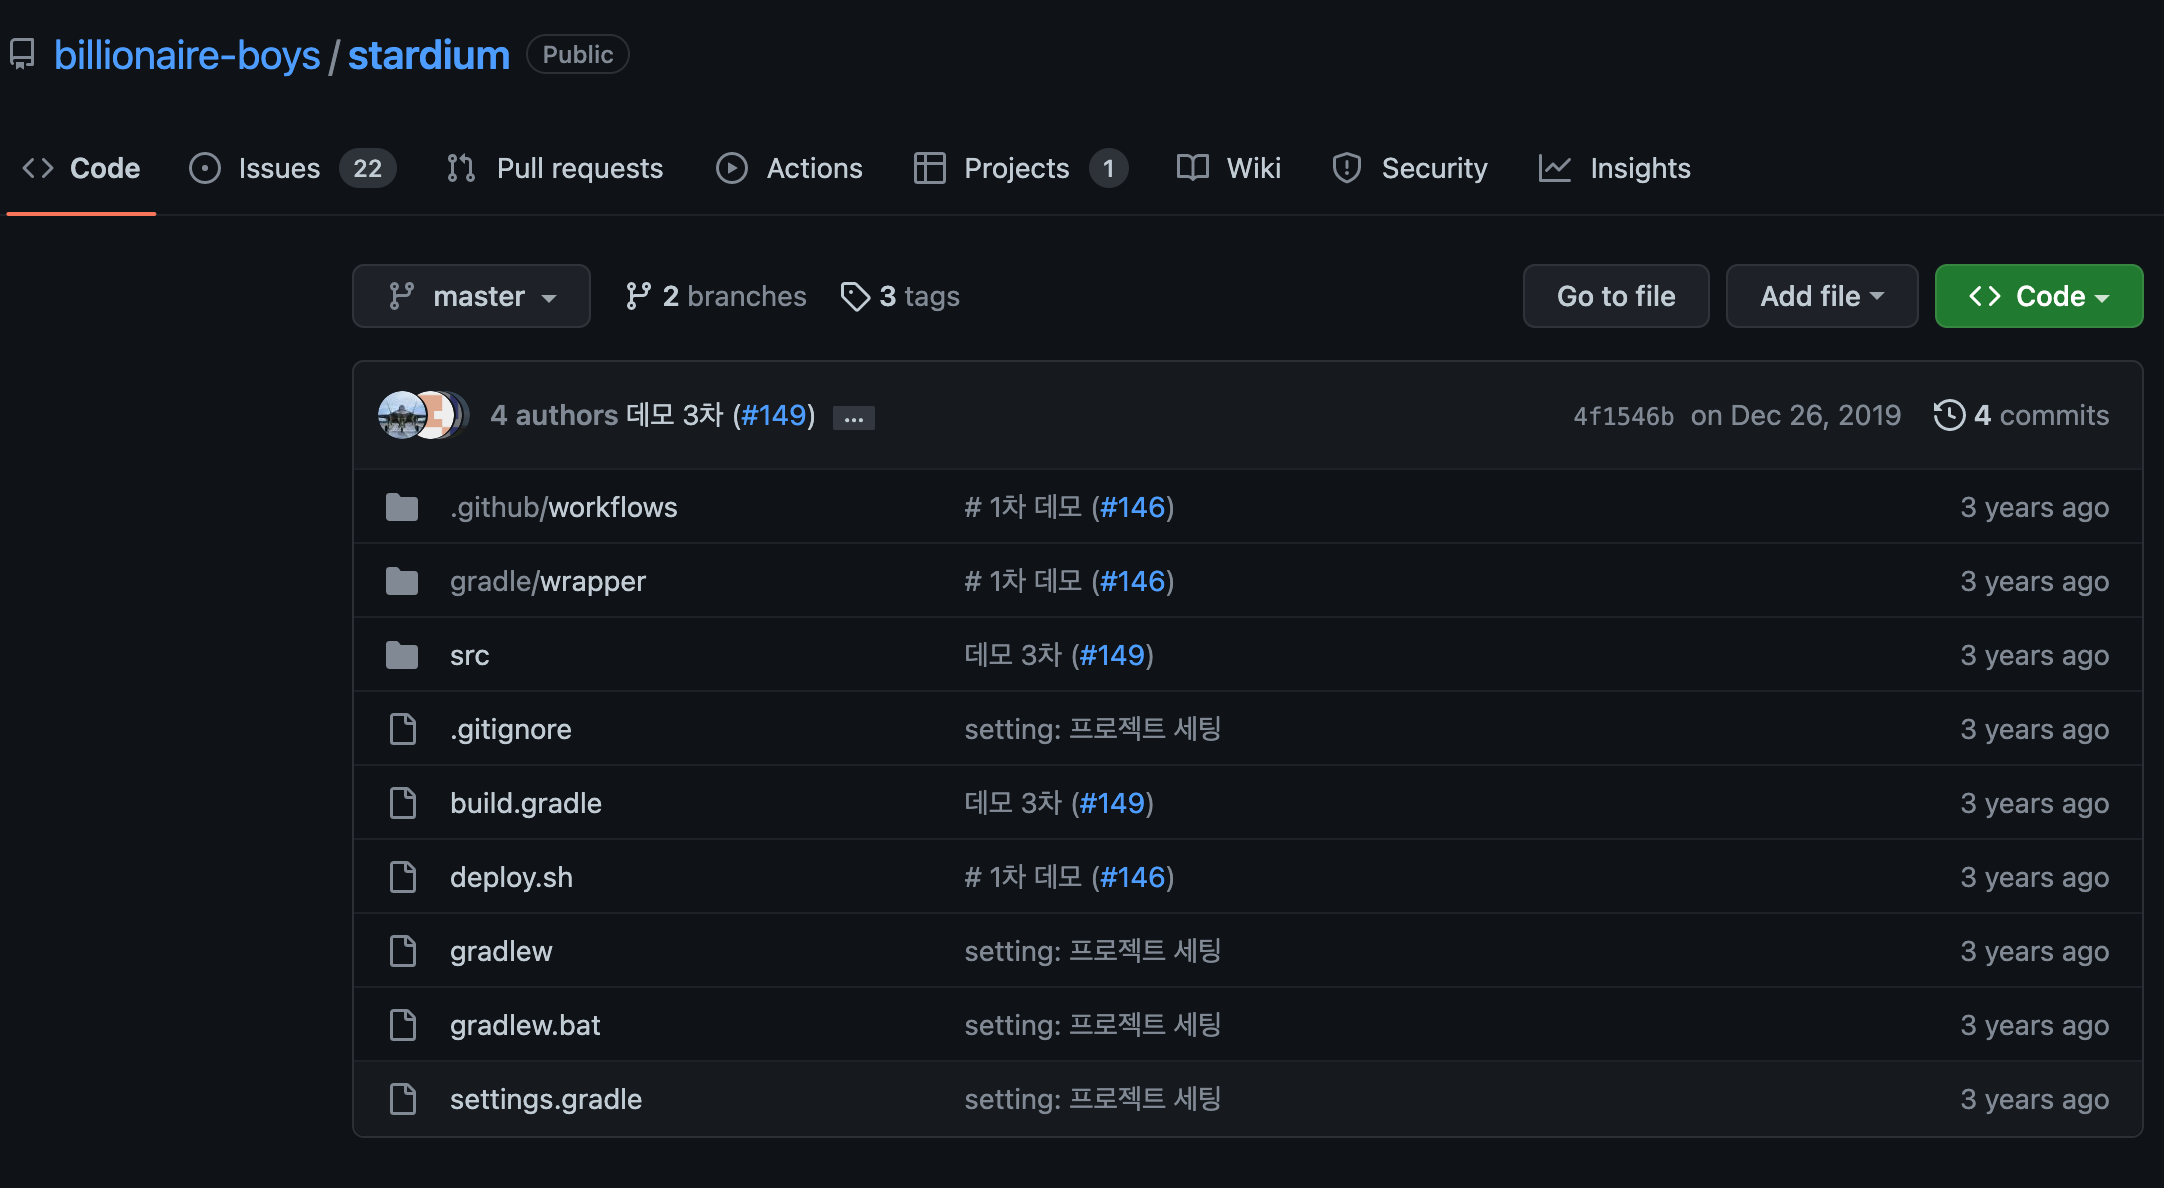 billionaire-boys / stardium Public
Code Issues 22 Pull requests Actions Projects 1 Wiki Security Insights
master 2 branches 3 tags Go to file Add file Code
4 authors 데모 3차 (#149) ... 4f1546b on Dec 26, 2019 4 commits
.github/workflows # 1차 데모 (#146) 3 years ago
gradle/wrapper # 1차 데모 (#146) 3 years ago
src 데모 3차 (#149) 3 years ago
.gitignore setting: 프로젝트 세팅 3 years ago
build.gradle 데모 3차 (#149) 3 years ago
deploy.sh # 1차 데모 (#146) 3 years ago
gradlew setting: 프로젝트 세팅 3 years ago
gradlew.bat setting: 프로젝트 세팅 3 years ago
settings.gradle setting: 프로젝트 세팅 3 years ago